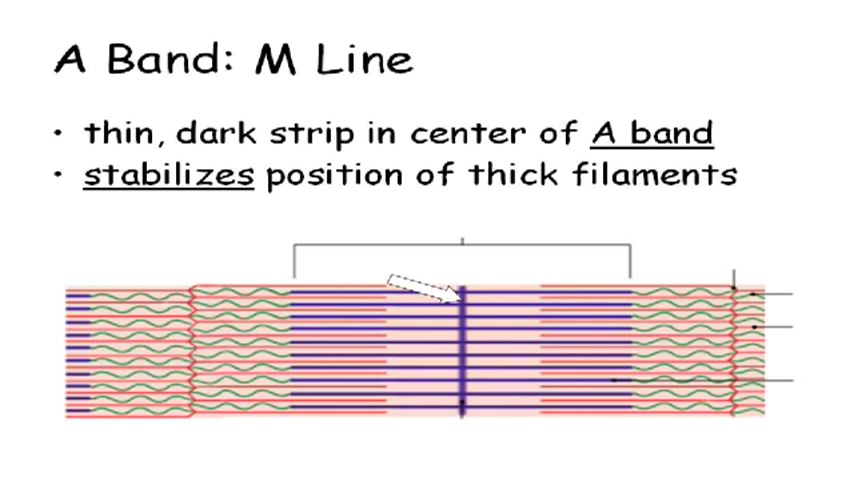 A Band: M Line
• thin, dark strip in center of A band
• stabilizes position of thick filaments